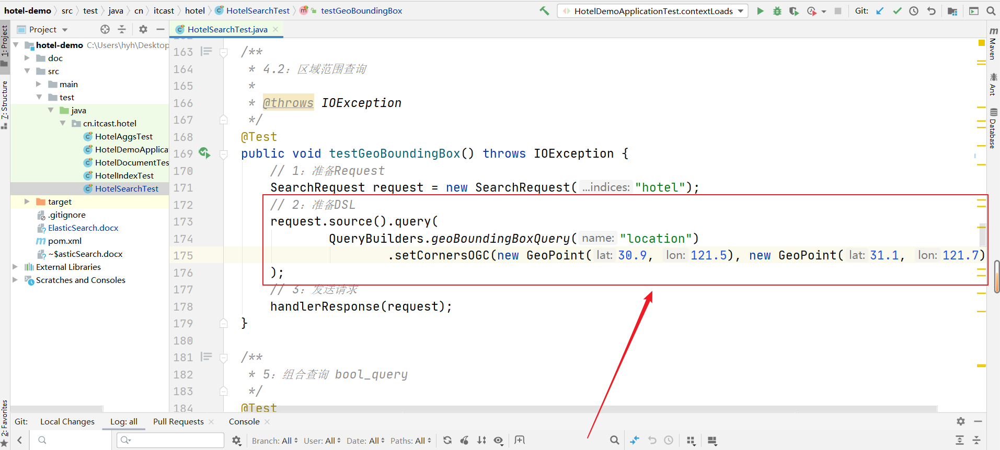 hotel-demo src test java cn itcast hotel HotelSearchTest testGeoBoundingBox HotelDemoApplicationTest.contextLoads Git:
Project HotelSearchTest.java
1: Project
7: Structure
2: Favorites
hotel-demo C:\Users\hyh\Desktop
doc
src
main
test
java
cn.itcast.hotel
HotelAggsTest
HotelDemoApplica
HotelDocumentTes
HotelIndexTest
HotelSearchTest
target
.gitignore
ElasticSearch.docx
pom.xml
~$asticSearch.docx
External Libraries
Scratches and Consoles
163 /**
164 * 4.2: 区域范围查询
165 *
166 * @throws IOException
167 */
168 @Test
169 public void testGeoBoundingBox() throws IOException {
170 // 1: 准备Request
171 SearchRequest request = new SearchRequest( ...indices: "hotel");
172 // 2: 准备DSL
173 request.source().query(
174 QueryBuilders.geoBoundingBoxQuery( name: "location")
175 .setCornersOGC(new GeoPoint( lat: 30.9, lon: 121.5), new GeoPoint( lat: 31.1, lon: 121.7)
176 );
177 // 3: 发送请求
178 handlerResponse(request);
179 }
180
181 /**
182 * 5: 组合查询 bool_query
183 */
184 @Test
m Maven
Ant
Database
Git: Local Changes Log: all Pull Requests Console
Branch: All User: All Date: All Paths: All